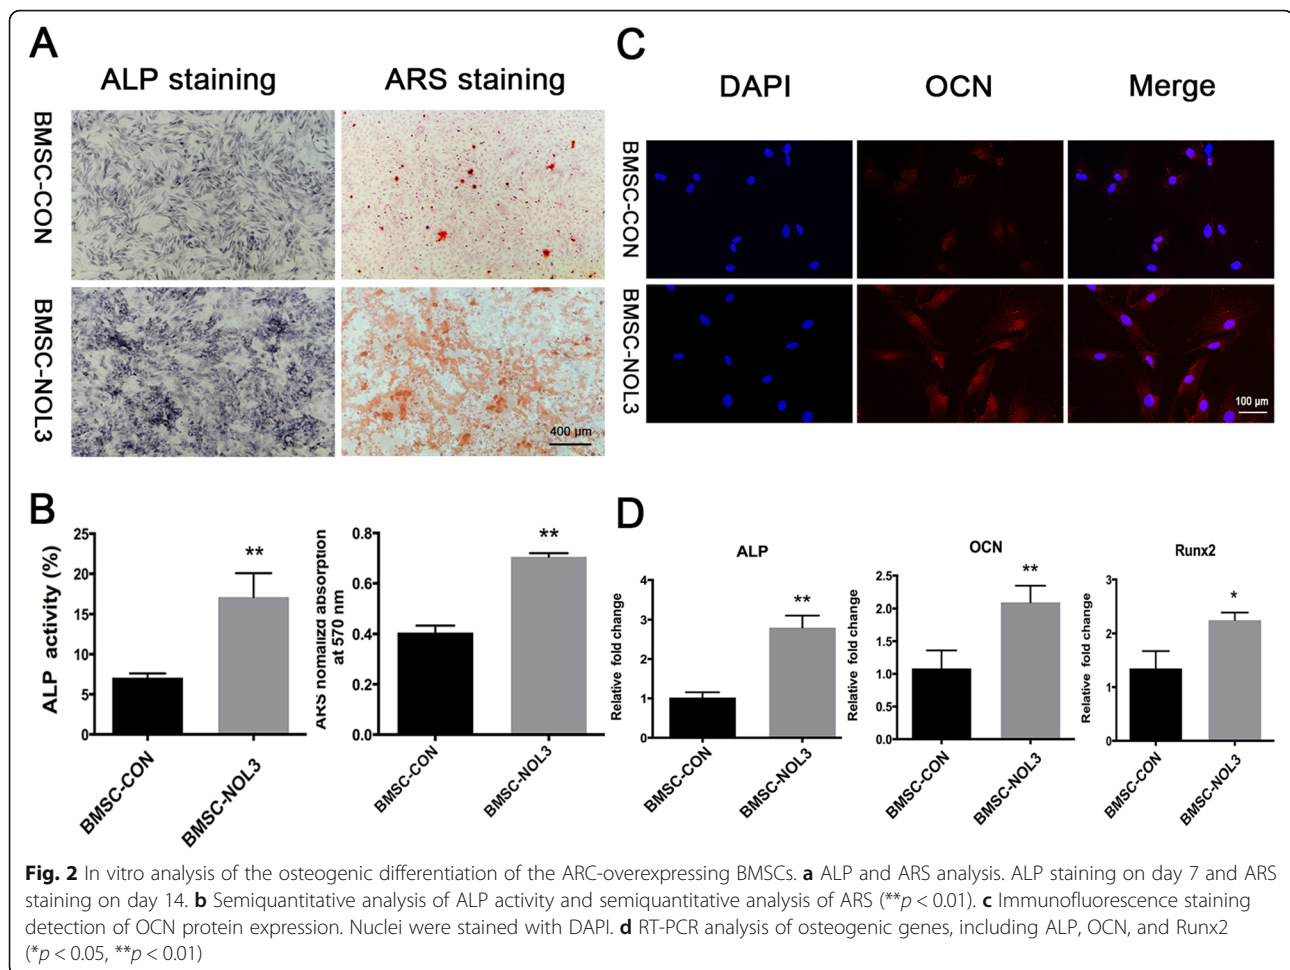 A
ALP staining
ARS staining
BMSC-CON
BMSC-NOL3
400 µm
C
DAPI
OCN
Merge
BMSC-CON
BMSC-NOL3
100 µm
B
ALP activity (%)
25
20
15
10
5
0
**
BMSC-CON
BMSC-NOL3
ARS nomalizd absorption
at 570 nm
0.8
0.6
0.4
0.2
0.0
**
BMSC-CON
BMSC-NOL3
D
ALP
Relative fold change
4
3
2
1
0
**
BMSC-CON
BMSC-NOL3
OCN
Relative fold change
2.5
2.0
1.5
1.0
0.5
0.0
**
BMSC-CON
BMSC-NOL3
Runx2
Relative fold change
3
2
1
0
*
BMSC-CON
BMSC-NOL3
Fig. 2 In vitro analysis of the osteogenic differentiation of the ARC-overexpressing BMSCs. a ALP and ARS analysis. ALP staining on day 7 and ARS
staining on day 14. b Semiquantitative analysis of ALP activity and semiquantitative analysis of ARS (**p < 0.01). c Immunofluorescence staining
detection of OCN protein expression. Nuclei were stained with DAPI. d RT-PCR analysis of osteogenic genes, including ALP, OCN, and Runx2
(*p < 0.05, **p < 0.01)